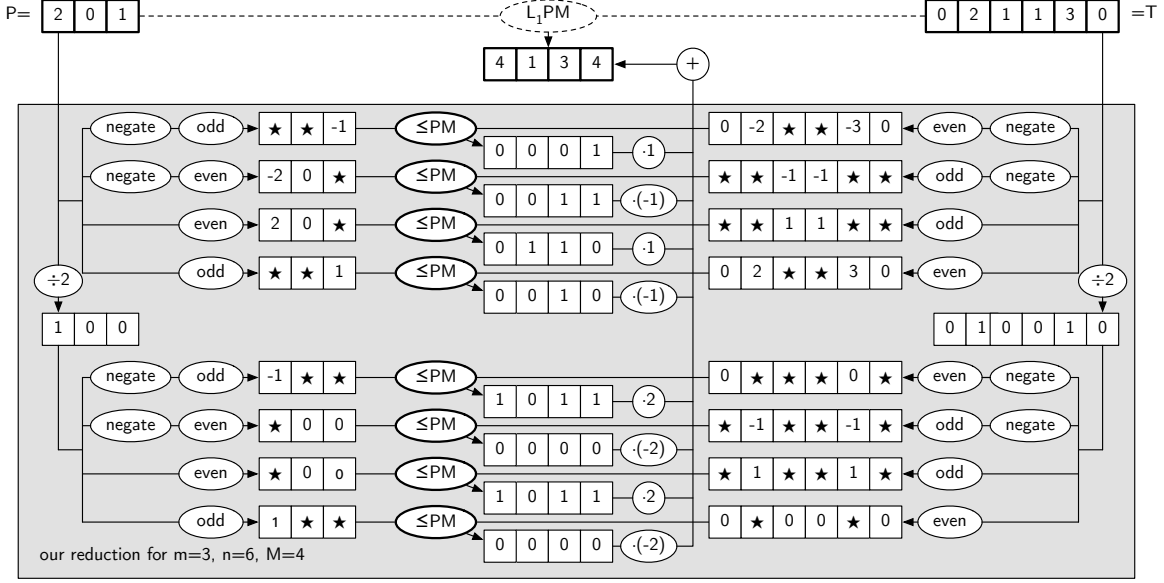 P= 2 0 1 L₁PM 0 2 1 1 3 0 =T
4 1 3 4 +
negate odd ★ ★ -1 ≤PM 0 -2 ★ ★ -3 0 even negate
0 0 0 1 ·1
negate even -2 0 ★ ≤PM ★ ★ -1 -1 ★ ★ odd negate
0 0 1 1 ·(-1)
even 2 0 ★ ≤PM ★ ★ 1 1 ★ ★ odd
0 1 1 0 ·1
÷2 odd ★ ★ 1 ≤PM 0 2 ★ ★ 3 0 even ÷2
0 0 1 0 ·(-1)
1 0 0 0 1 0 0 1 0
negate odd -1 ★ ★ ≤PM 0 ★ ★ ★ 0 ★ even negate
1 0 1 1 ·2
negate even ★ 0 0 ≤PM ★ -1 ★ ★ -1 ★ odd negate
0 0 0 0 ·(-2)
even ★ 0 0 ≤PM ★ 1 ★ ★ 1 ★ odd
1 0 1 1 ·2
odd 1 ★ ★ ≤PM 0 ★ 0 0 ★ 0 even
0 0 0 0 ·(-2)
our reduction for m=3, n=6, M=4